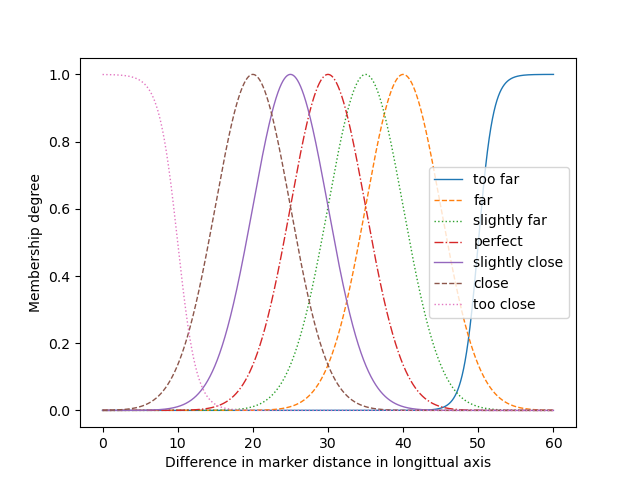 1.0
0.8
0.6
0.4
0.2
0.0
Membership degree
too far
far
slightly far
perfect
slightly close
close
too close
0 10 20 30 40 50 60
Difference in marker distance in longittual axis